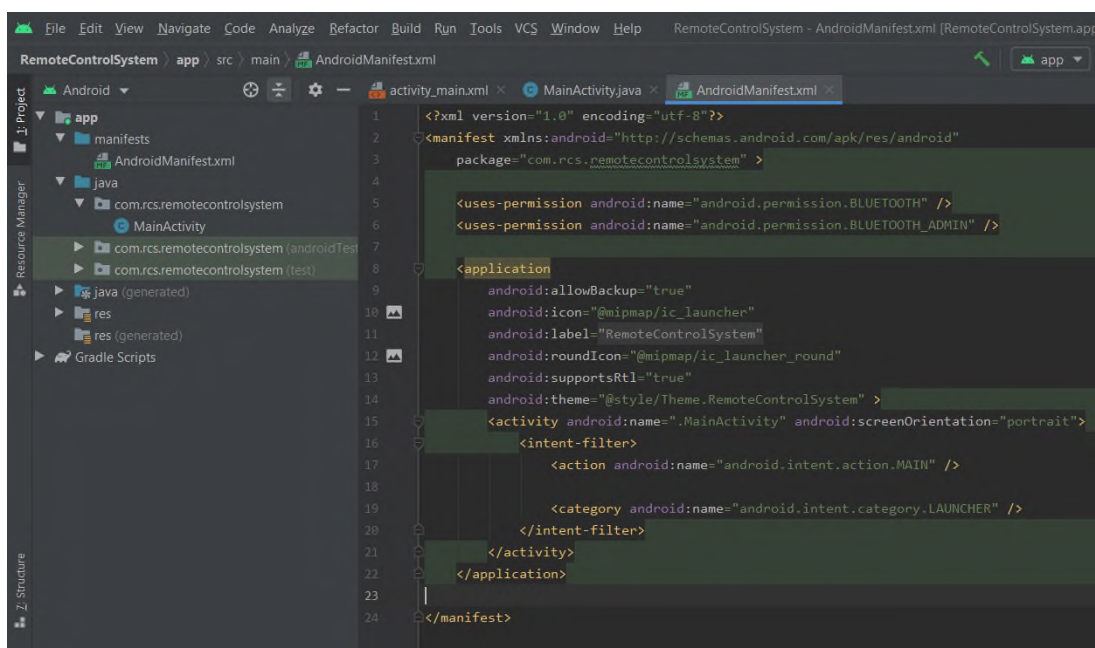 File Edit View Navigate Code Analyze Refactor Build Run Tools VCS Window Help RemoteControlSystem - AndroidManifest.xml [RemoteControlSystem.app
RemoteControlSystem app src main AndroidManifest.xml app
1: Project
Resource Manager
Z: Structure
Android
app
manifests
AndroidManifest.xml
java
com.rcs.remotecontrolsystem
MainActivity
com.rcs.remotecontrolsystem (androidTest
com.rcs.remotecontrolsystem (test)
java (generated)
res
res (generated)
Gradle Scripts
activity_main.xml MainActivity.java AndroidManifest.xml
1 <?xml version="1.0" encoding="utf-8"?>
2 <manifest xmlns:android="http://schemas.android.com/apk/res/android"
3 package="com.rcs.remotecontrolsystem" >
4
5 <uses-permission android:name="android.permission.BLUETOOTH" />
6 <uses-permission android:name="android.permission.BLUETOOTH_ADMIN" />
7
8 <application
9 android:allowBackup="true"
10 android:icon="@mipmap/ic_launcher"
11 android:label="RemoteControlSystem"
12 android:roundIcon="@mipmap/ic_launcher_round"
13 android:supportsRtl="true"
14 android:theme="@style/Theme.RemoteControlSystem" >
15 <activity android:name=".MainActivity" android:screenOrientation="portrait">
16 <intent-filter>
17 <action android:name="android.intent.action.MAIN" />
18
19 <category android:name="android.intent.category.LAUNCHER" />
20 </intent-filter>
21 </activity>
22 </application>
23
24 </manifest>